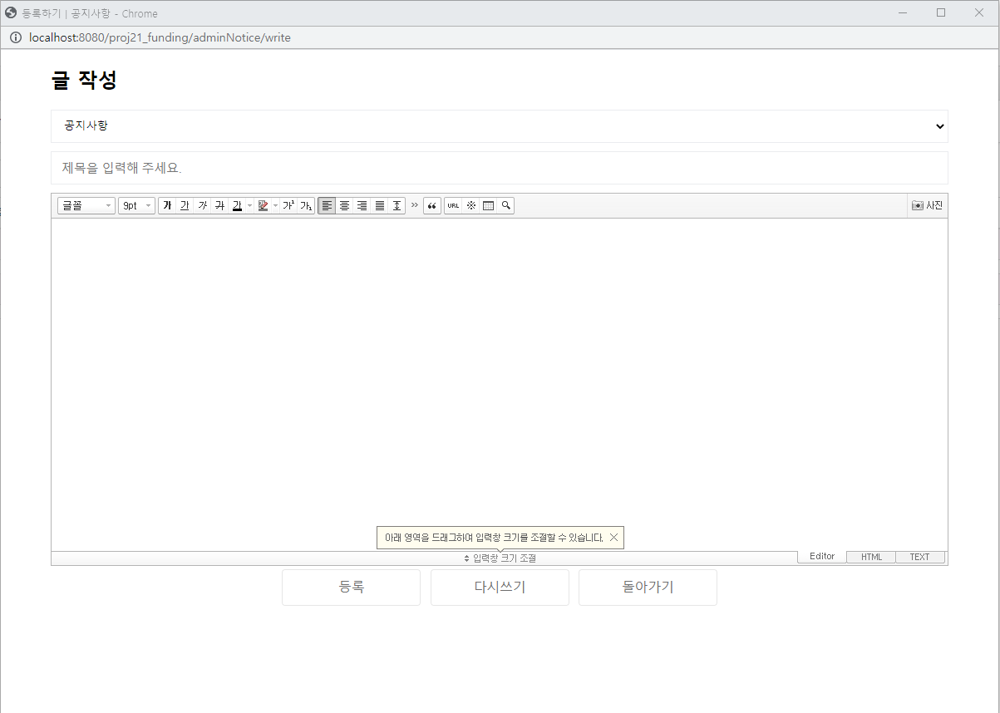 등록하기 | 공지사항 - Chrome
localhost:8080/proj21_funding/adminNotice/write
글 작성
공지사항
제목을 입력해 주세요.
글꼴 9pt 가 가 가 가 가 가² 가₁ URL ※ 사진
아래 영역을 드래그하여 입력창 크기를 조절할 수 있습니다.
입력창 크기 조절 Editor HTML TEXT
등록 다시쓰기 돌아가기